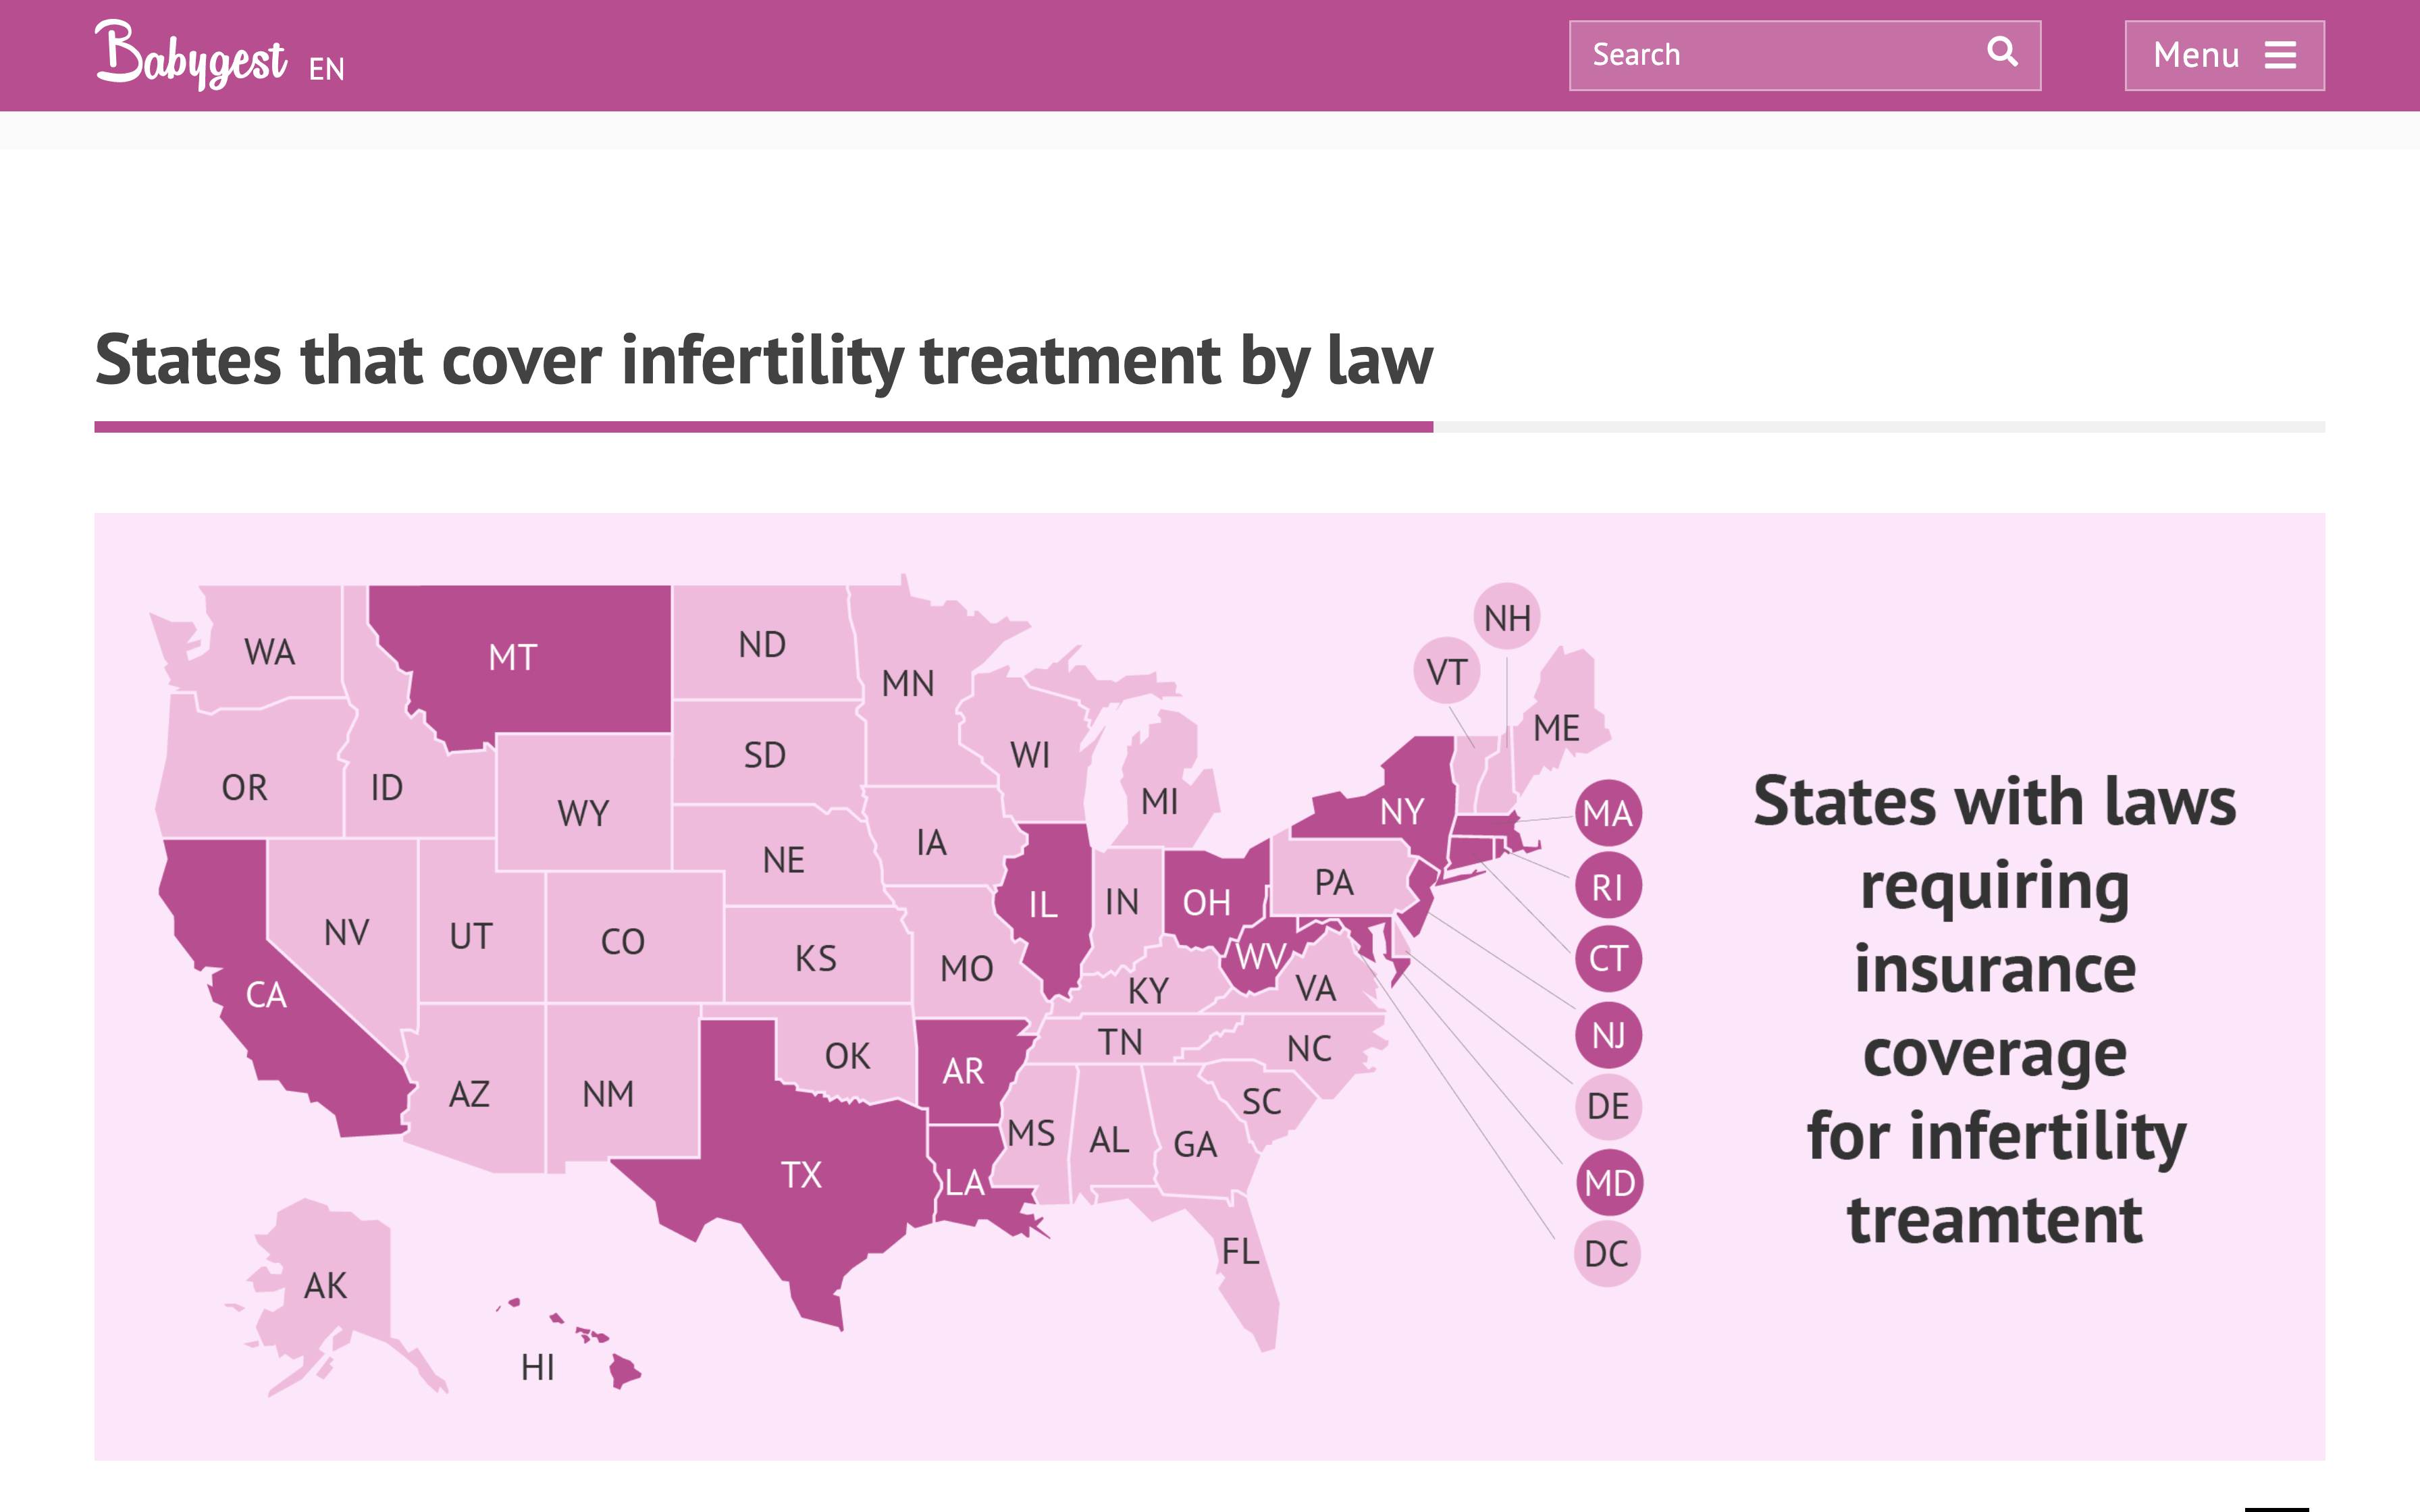 Babygest EN
Search
Menu
States that cover infertility treatment by law
WA
MT
ND
MN
NH
VT
ME
OR
ID
SD
WI
MI
NY
MA
WY
IA
NE
PA
RI
NV
UT
CO
KS
MO
IL
IN
OH
WV
VA
KY
CT
CA
NJ
AZ
NM
OK
AR
TN
NC
SC
DE
MS
AL
GA
TX
LA
MD
FL
DC
AK
HI
States with laws
requiring
insurance
coverage
for infertility
treamtent